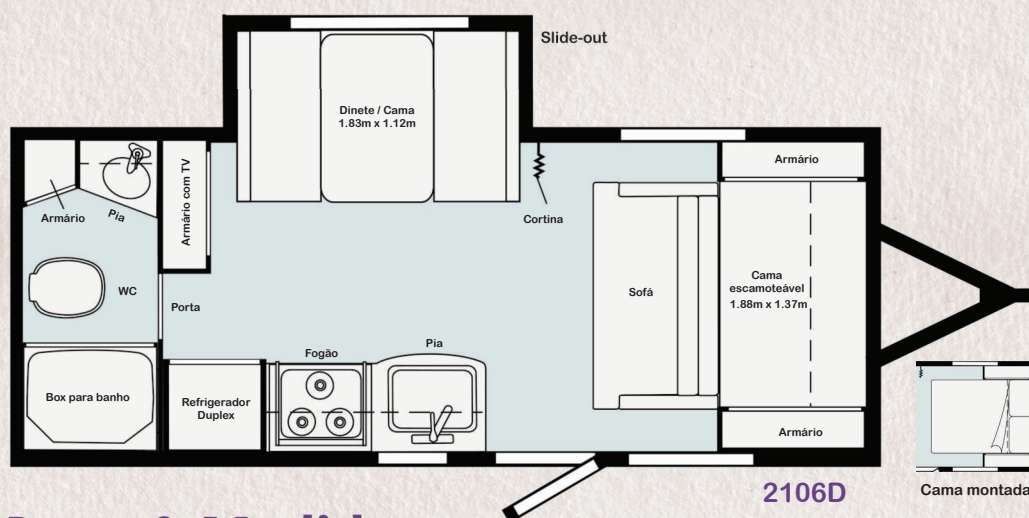 Slide-out
Dinete / Cama
1.83m x 1.12m
Armário
Armário com TV
Pia
Armário
Cortina
WC
Porta
Sofá
Cama
escamoteável
1.88m x 1.37m
Fogão
Pia
Box para banho
Refrigerador
Duplex
Armário
2106D
Cama montada